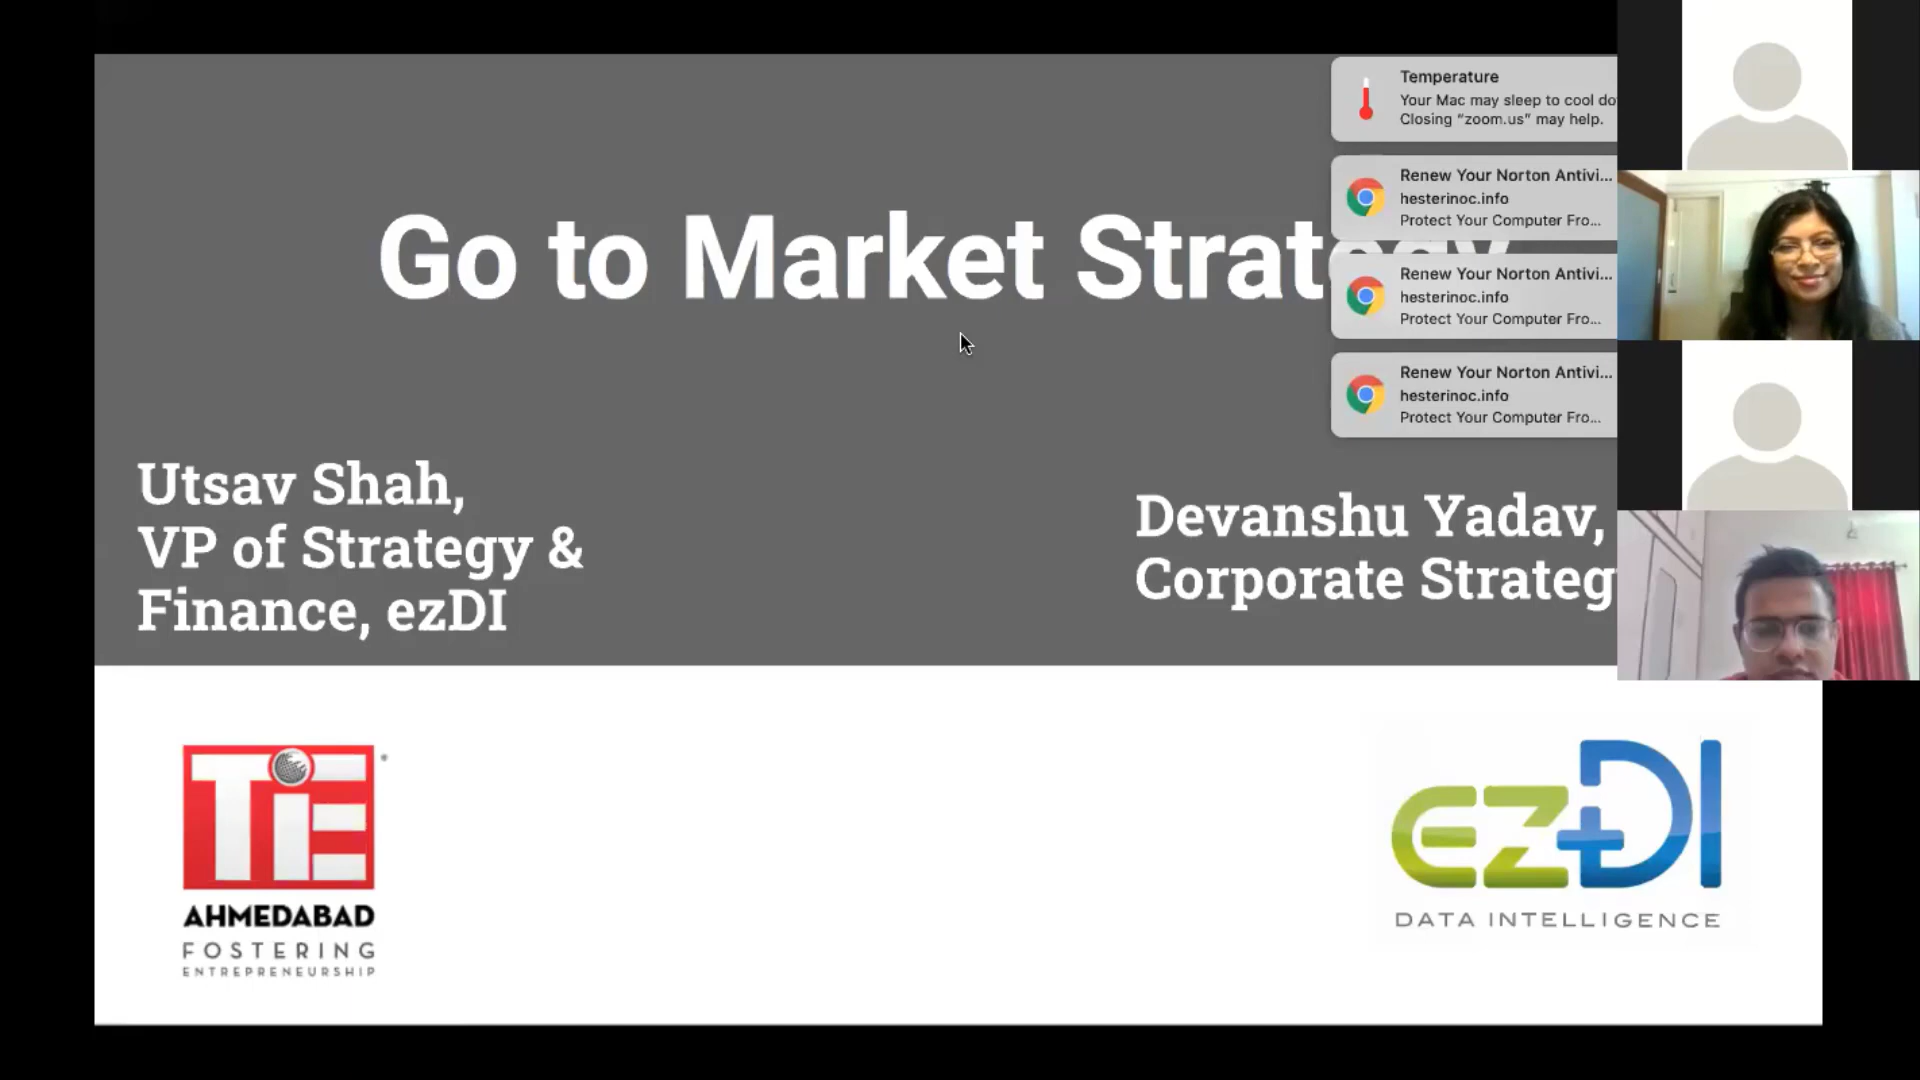 Go to Market Strategy
Utsav Shah,
VP of Strategy &
Finance, ezDI
Devanshu Yadav,
Corporate Strateg
Temperature
Your Mac may sleep to cool do
Closing “zoom.us” may help.
Renew Your Norton Antivi...
hesterinoc.info
Protect Your Computer Fro...
Renew Your Norton Antivi...
hesterinoc.info
Protect Your Computer Fro...
Renew Your Norton Antivi...
hesterinoc.info
Protect Your Computer Fro...
TiE
AHMEDABAD
FOSTERING
ENTREPRENEURSHIP
ezDI
DATA INTELLIGENCE